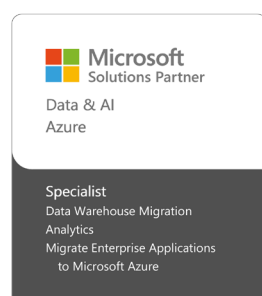 Microsoft
Solutions Partner
Data & AI
Azure
Specialist
Data Warehouse Migration
Analytics
Migrate Enterprise Applications
to Microsoft Azure